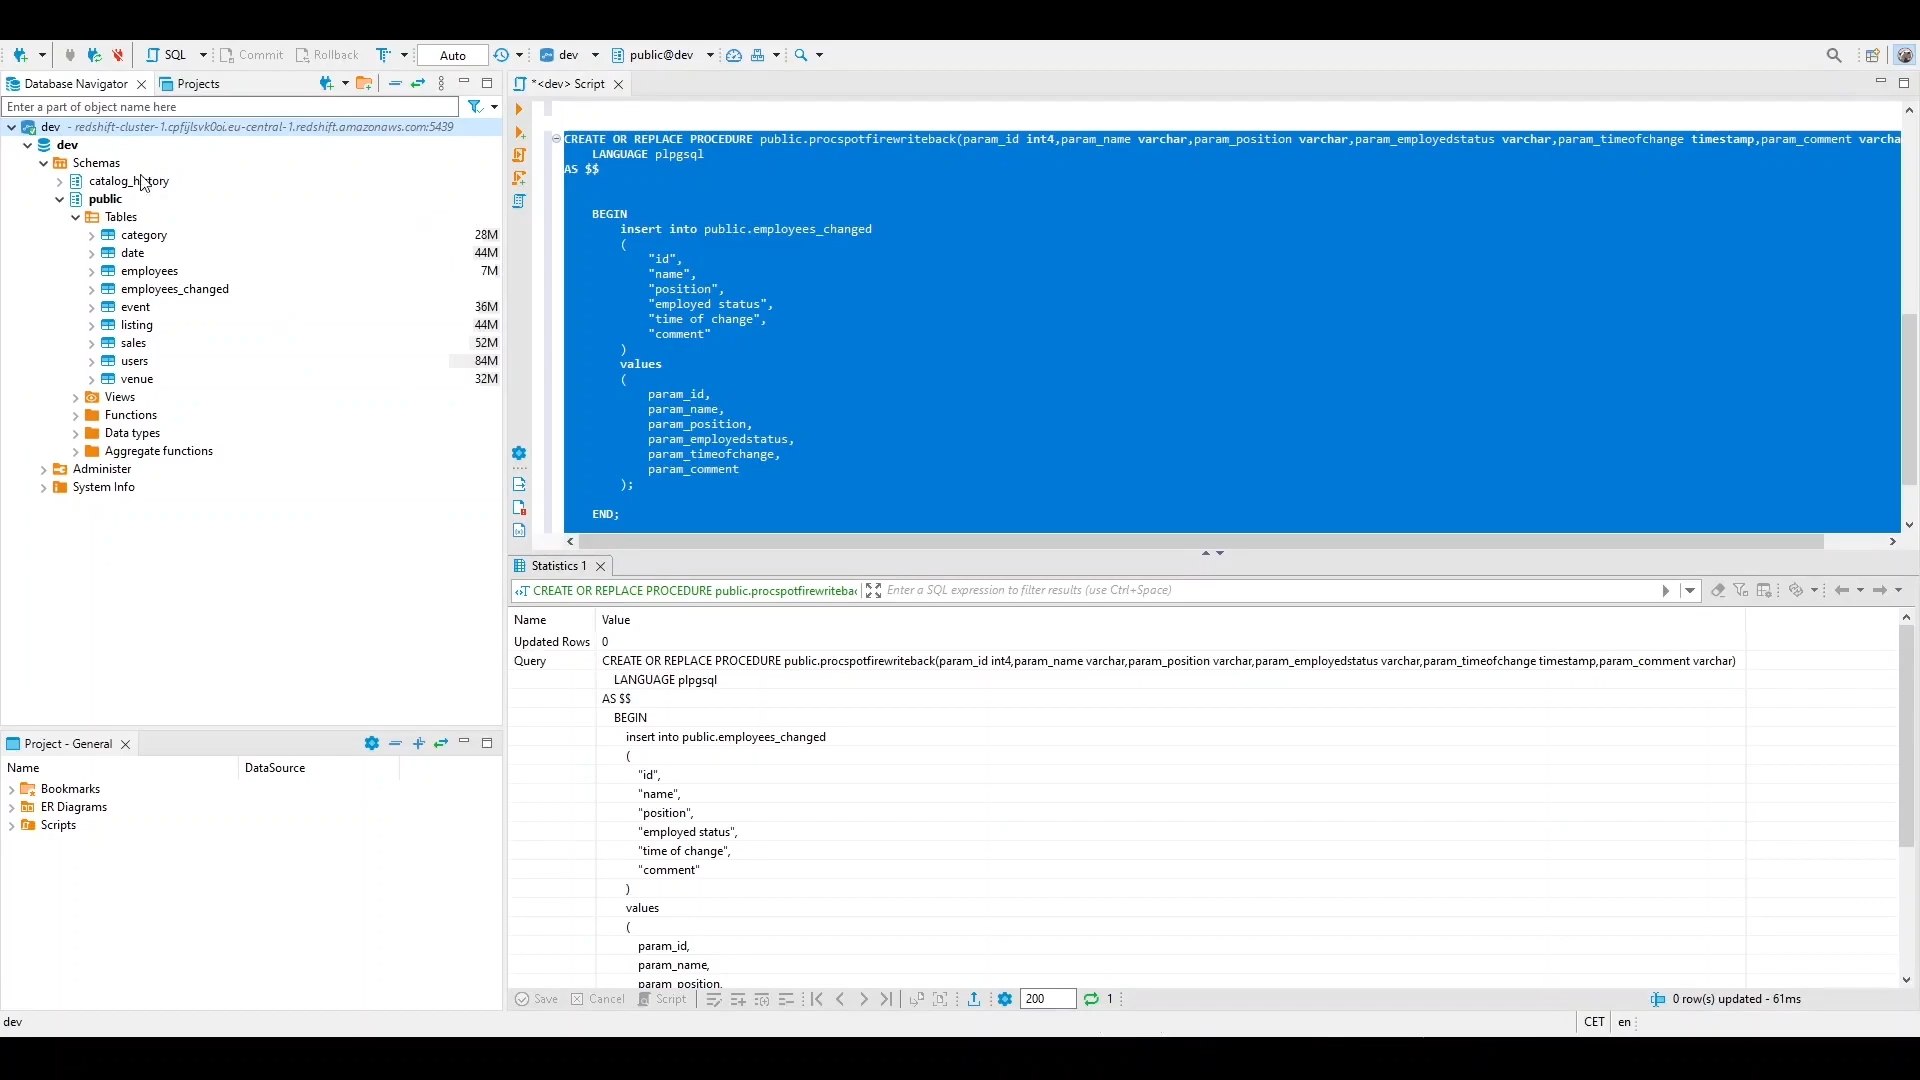 SQL
Commit
Rollback
Auto
dev
public@dev
Database Navigator
Projects
*<dev> Script
Enter a part of object name here
dev - redshift-cluster-1.cpfijlsvk0oi.eu-central-1.redshift.amazonaws.com:5439
dev
Schemas
catalog_history
public
Tables
category 28M
date 44M
employees 7M
employees_changed
event 36M
listing 44M
sales 52M
users 84M
venue 32M
Views
Functions
Data types
Aggregate functions
Administer
System Info
CREATE OR REPLACE PROCEDURE public.procspotfirewriteback(param_id int4,param_name varchar,param_position varchar,param_employedstatus varchar,param_timeofchange timestamp,param_comment varcha
LANGUAGE plpgsql
AS $$
BEGIN
insert into public.employees_changed
(
"id",
"name",
"position",
"employed status",
"time of change",
"comment"
)
values
(
param_id,
param_name,
param_position,
param_employedstatus,
param_timeofchange,
param_comment
);
END;
Statistics 1
CREATE OR REPLACE PROCEDURE public.procspotfirewritebac
Enter a SQL expression to filter results (use Ctrl+Space)
Name Value
Updated Rows 0
Query CREATE OR REPLACE PROCEDURE public.procspotfirewriteback(param_id int4,param_name varchar,param_position varchar,param_employedstatus varchar,param_timeofchange timestamp,param_comment varchar)
LANGUAGE plpgsql
AS $$
BEGIN
insert into public.employees_changed
(
"id",
"name",
"position",
"employed status",
"time of change",
"comment"
)
values
(
param_id,
param_name,
param_position,
Project - General
Name DataSource
Bookmarks
ER Diagrams
Scripts
Save
Cancel
Script
200
1
0 row(s) updated - 61ms
dev
CET
en